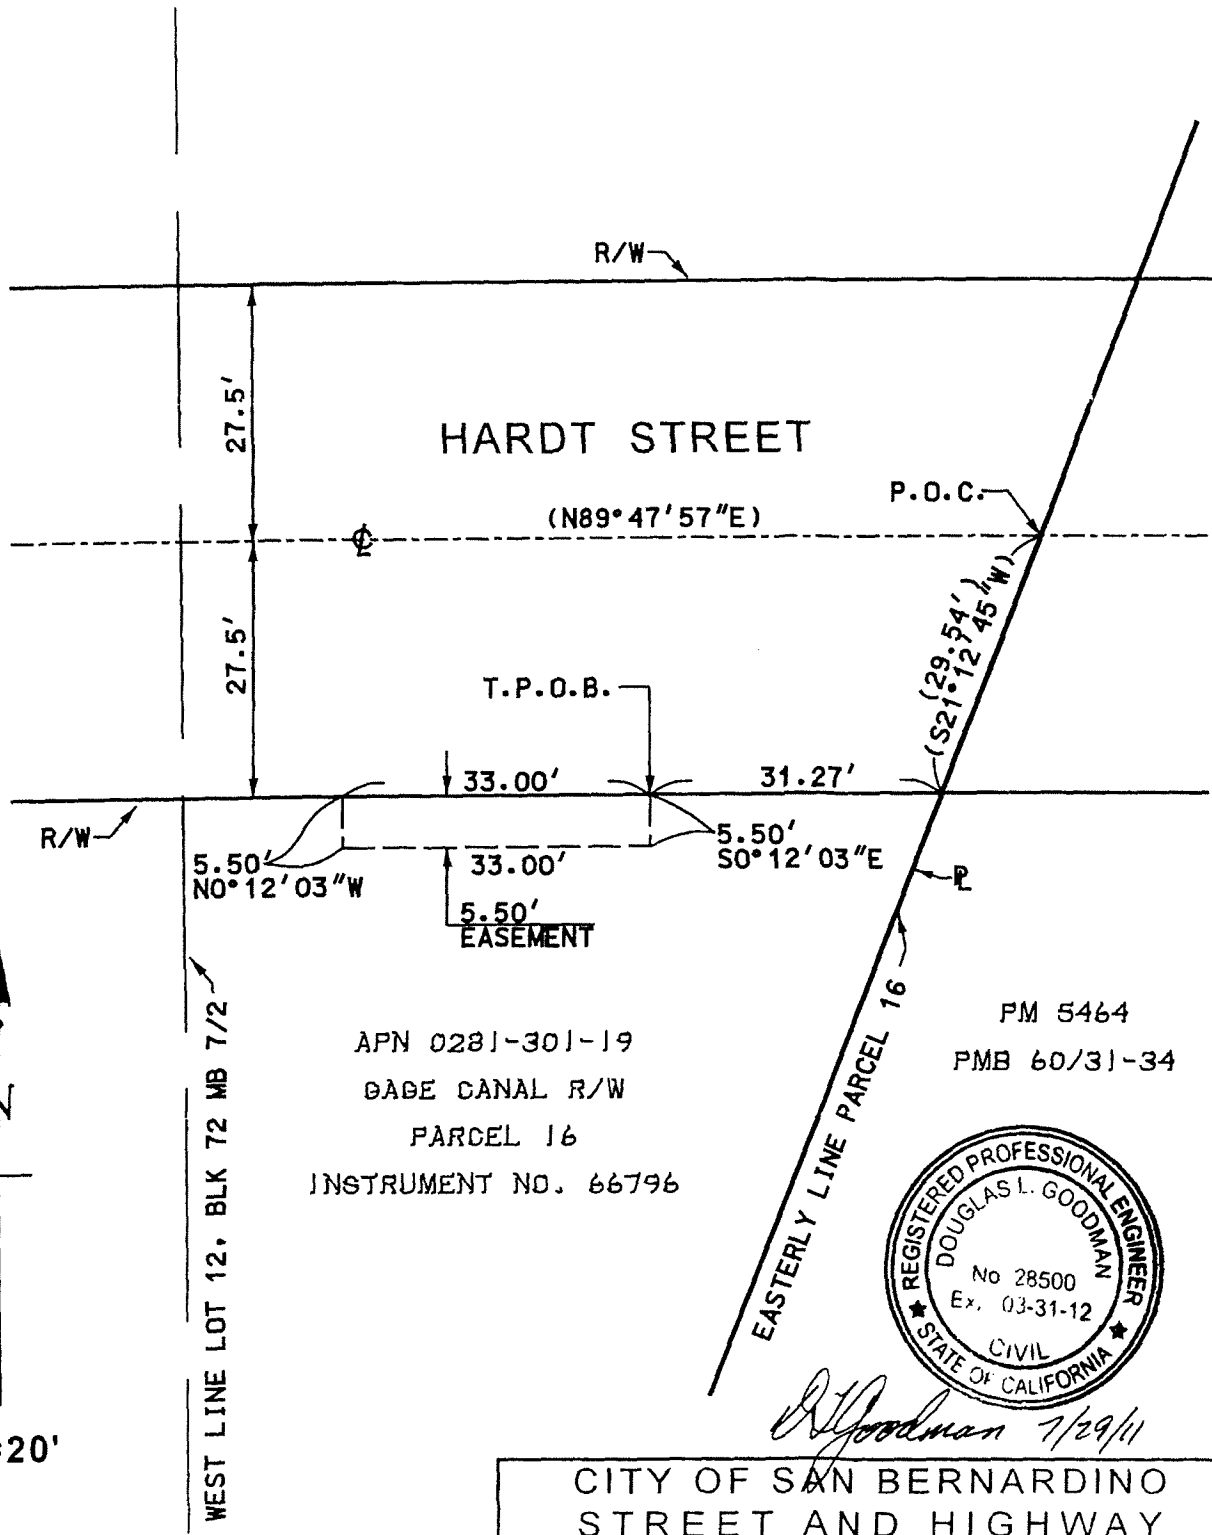 R/W
27.5'
HARDT STREET
P.O.C.
(N89°47'57"E)
℄
27.5'
(29.54')
(S21°12'45"W)
T.P.O.B.
33.00'
31.27'
R/W
5.50'
N0°12'03"W
33.00'
5.50'
S0°12'03"E
5.50'
EASEMENT
PL
WEST LINE LOT 12, BLK 72 MB 7/2
EASTERLY LINE PARCEL 16
APN 0281-301-19
GAGE CANAL R/W
PARCEL 16
INSTRUMENT NO. 66796
PM 5464
PMB 60/31-34
REGISTERED PROFESSIONAL ENGINEER
DOUGLAS L. GOODMAN
No 28500
Ex. 03-31-12
CIVIL
STATE OF CALIFORNIA
DLGoodman 7/29/11
20'
CITY OF SAN BERNARDINO
STREET AND HIGHWAY